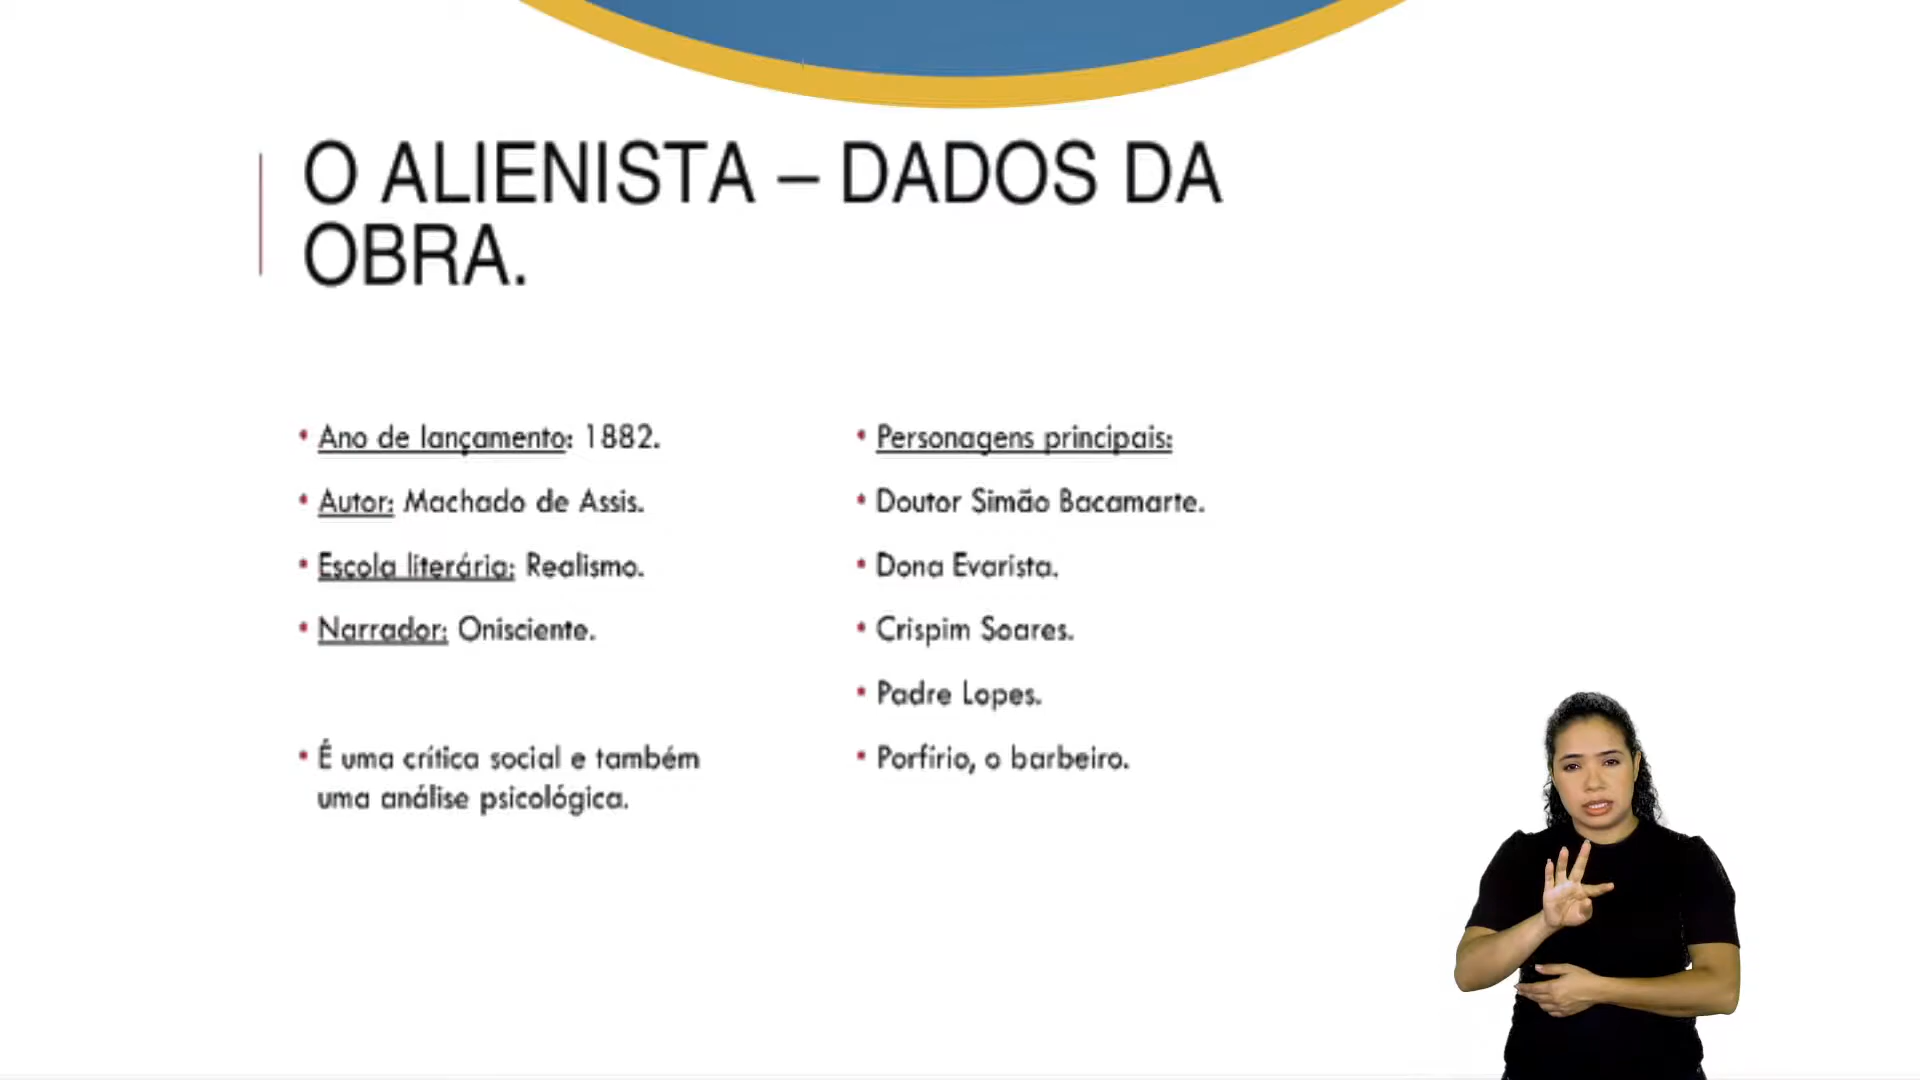 O ALIENISTA – DADOS DA
OBRA.
• Ano de lançamento: 1882.
• Autor: Machado de Assis.
• Escola literária: Realismo.
• Narrador: Onisciente.
• É uma crítica social e também
uma análise psicológica.
• Personagens principais:
• Doutor Simão Bacamarte.
• Dona Evarista.
• Crispim Soares.
• Padre Lopes.
• Porfírio, o barbeiro.